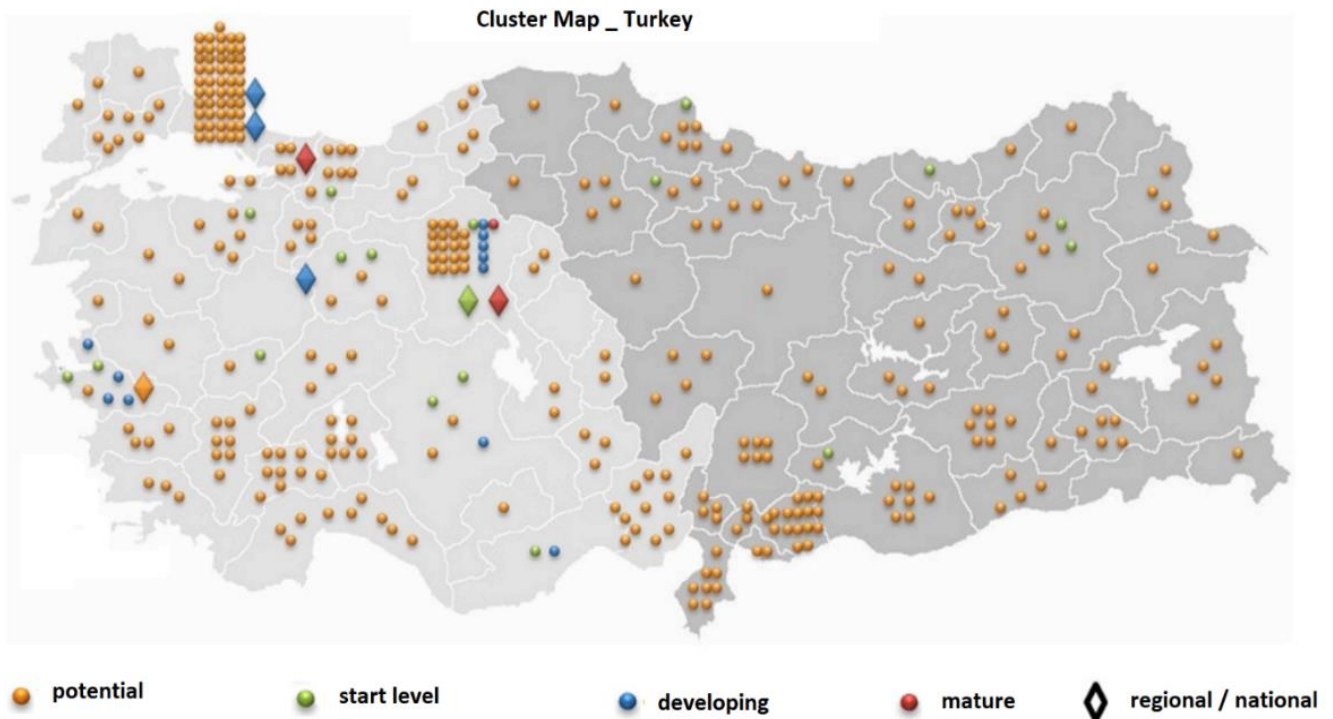 Cluster Map _ Turkey
potential start level developing mature regional / national